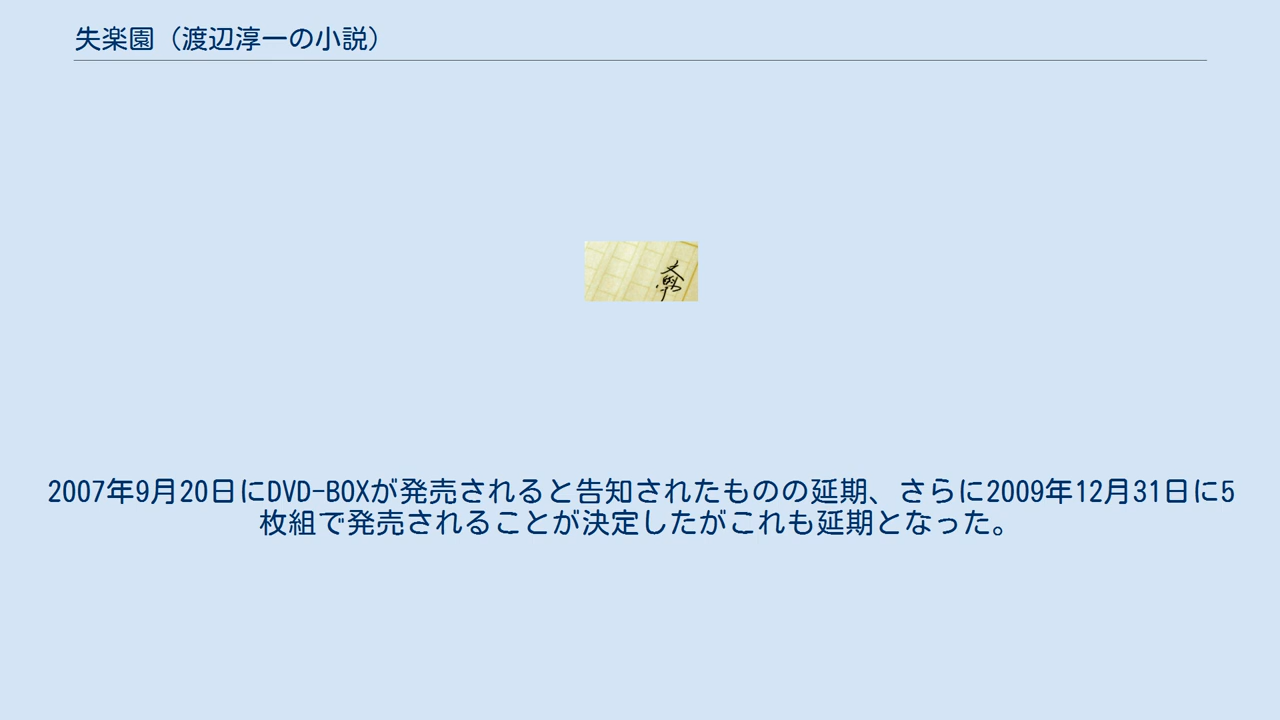 失楽園（渡辺淳一の小説）
2007年9月20日にDVD-BOXが発売されると告知されたものの延期、さらに2009年12月31日に5
枚組で発売されることが決定したがこれも延期となった。